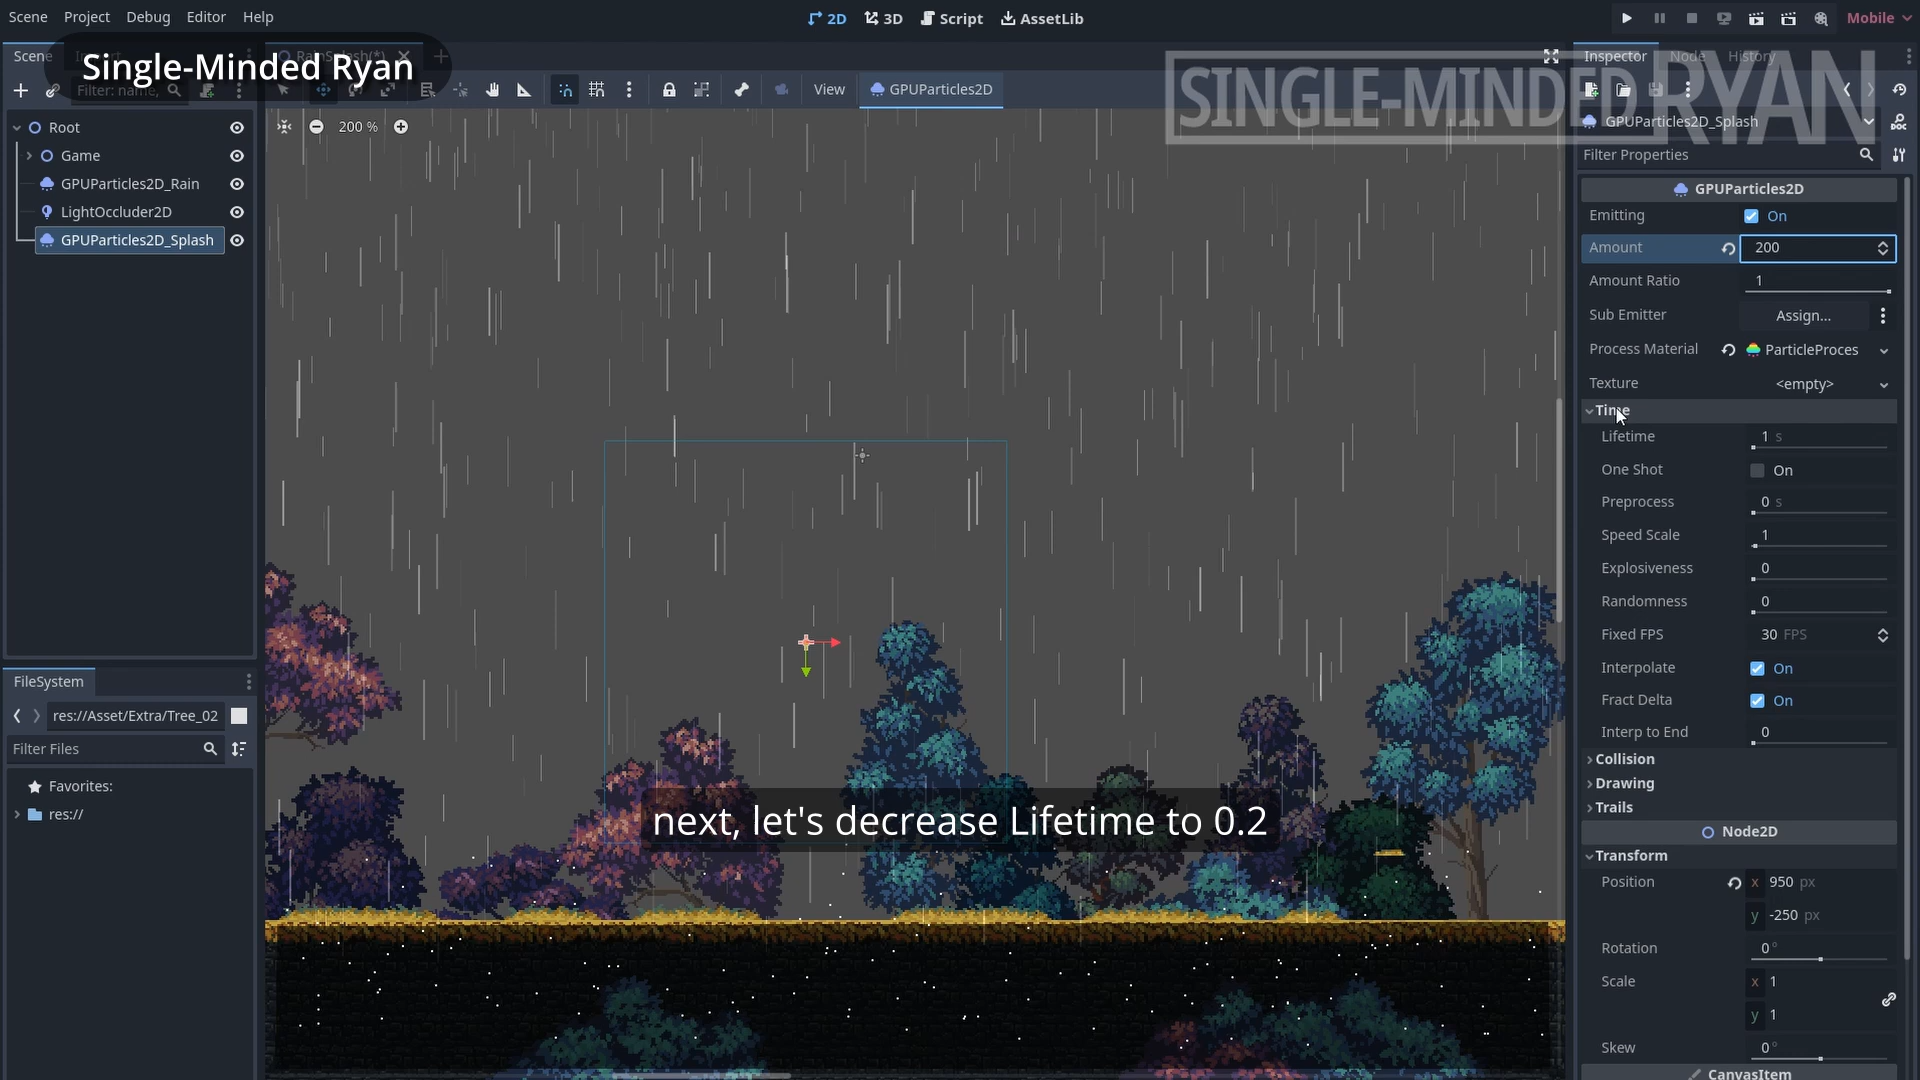 Scene Project Debug Editor Help
2D 3D Script AssetLib
Mobile
Scene
Single-Minded Ryan
RainSplash(*)
Inspector Node History
SINGLE-MINDED RYAN
Filter: name,
View GPUParticles2D
200 %
Root
Game
GPUParticles2D_Rain
LightOccluder2D
GPUParticles2D_Splash
FileSystem
res://Asset/Extra/Tree_02
Filter Files
Favorites:
res://
next, let's decrease Lifetime to 0.2
GPUParticles2D_Splash
DOC
Filter Properties
GPUParticles2D
Emitting On
Amount 200
Amount Ratio 1
Sub Emitter Assign...
Process Material ParticleProces
Texture <empty>
Time
Lifetime 1 s
One Shot On
Preprocess 0 s
Speed Scale 1
Explosiveness 0
Randomness 0
Fixed FPS 30 FPS
Interpolate On
Fract Delta On
Interp to End 0
Collision
Drawing
Trails
Node2D
Transform
Position x 950 px
y -250 px
Rotation 0 °
Scale x 1
y 1
Skew 0 °
CanvasItem